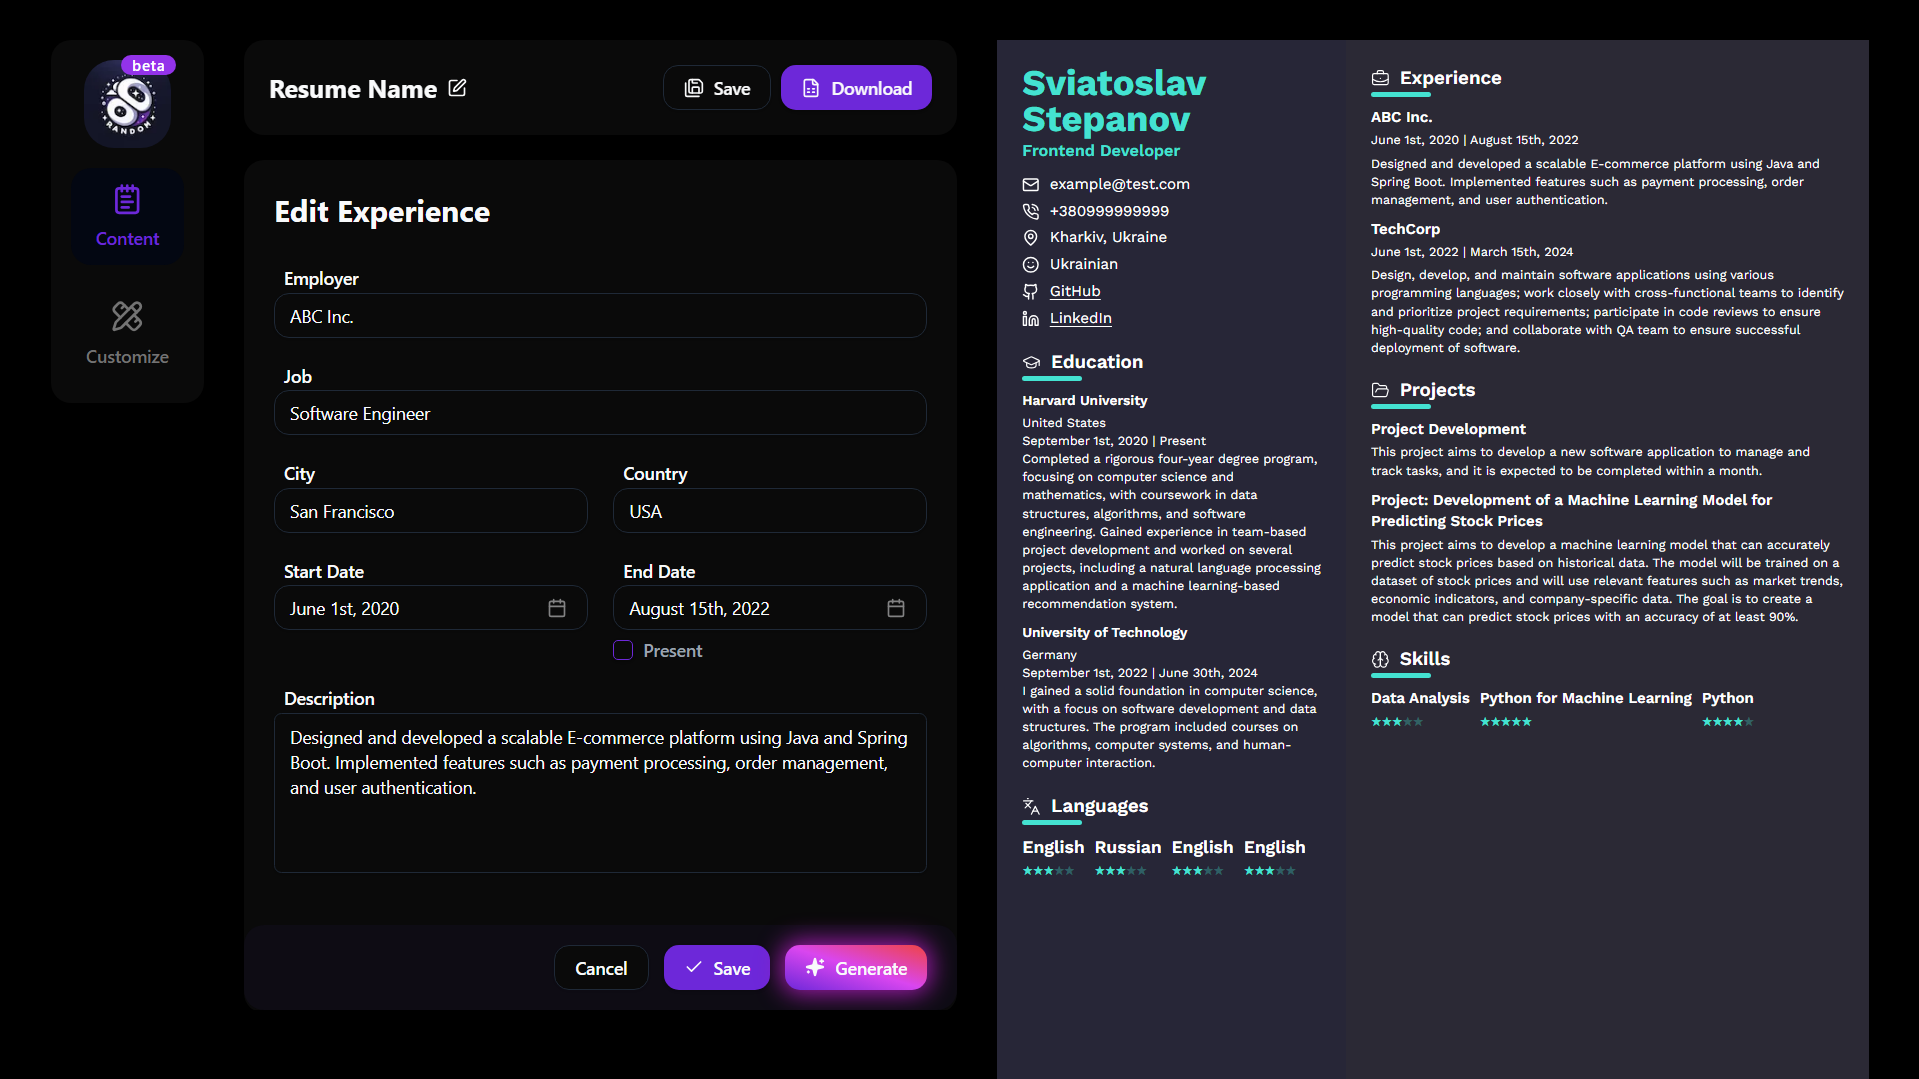 beta
RANDOM
Content
Customize
Resume Name
Save
Download
Edit Experience
Employer
ABC Inc.
Job
Software Engineer
City
San Francisco
Country
USA
Start Date
June 1st, 2020
End Date
August 15th, 2022
Present
Description
Designed and developed a scalable E-commerce platform using Java and Spring
Boot. Implemented features such as payment processing, order management,
and user authentication.
Cancel
Save
Generate
Sviatoslav
Stepanov
Frontend Developer
example@test.com
+380999999999
Kharkiv, Ukraine
Ukrainian
GitHub
LinkedIn
Education
Harvard University
United States
September 1st, 2020 | Present
Completed a rigorous four-year degree program,
focusing on computer science and
mathematics, with coursework in data
structures, algorithms, and software
engineering. Gained experience in team-based
project development and worked on several
projects, including a natural language processing
application and a machine learning-based
recommendation system.
University of Technology
Germany
September 1st, 2022 | June 30th, 2024
I gained a solid foundation in computer science,
with a focus on software development and data
structures. The program included courses on
algorithms, computer systems, and human-
computer interaction.
Languages
English Russian English English
Experience
ABC Inc.
June 1st, 2020 | August 15th, 2022
Designed and developed a scalable E-commerce platform using Java and
Spring Boot. Implemented features such as payment processing, order
management, and user authentication.
TechCorp
June 1st, 2022 | March 15th, 2024
Design, develop, and maintain software applications using various
programming languages; work closely with cross-functional teams to identify
and prioritize project requirements; participate in code reviews to ensure
high-quality code; and collaborate with QA team to ensure successful
deployment of software.
Projects
Project Development
This project aims to develop a new software application to manage and
track tasks, and it is expected to be completed within a month.
Project: Development of a Machine Learning Model for
Predicting Stock Prices
This project aims to develop a machine learning model that can accurately
predict stock prices based on historical data. The model will be trained on a
dataset of stock prices and will use relevant features such as market trends,
economic indicators, and company-specific data. The goal is to create a
model that can predict stock prices with an accuracy of at least 90%.
Skills
Data Analysis Python for Machine Learning Python